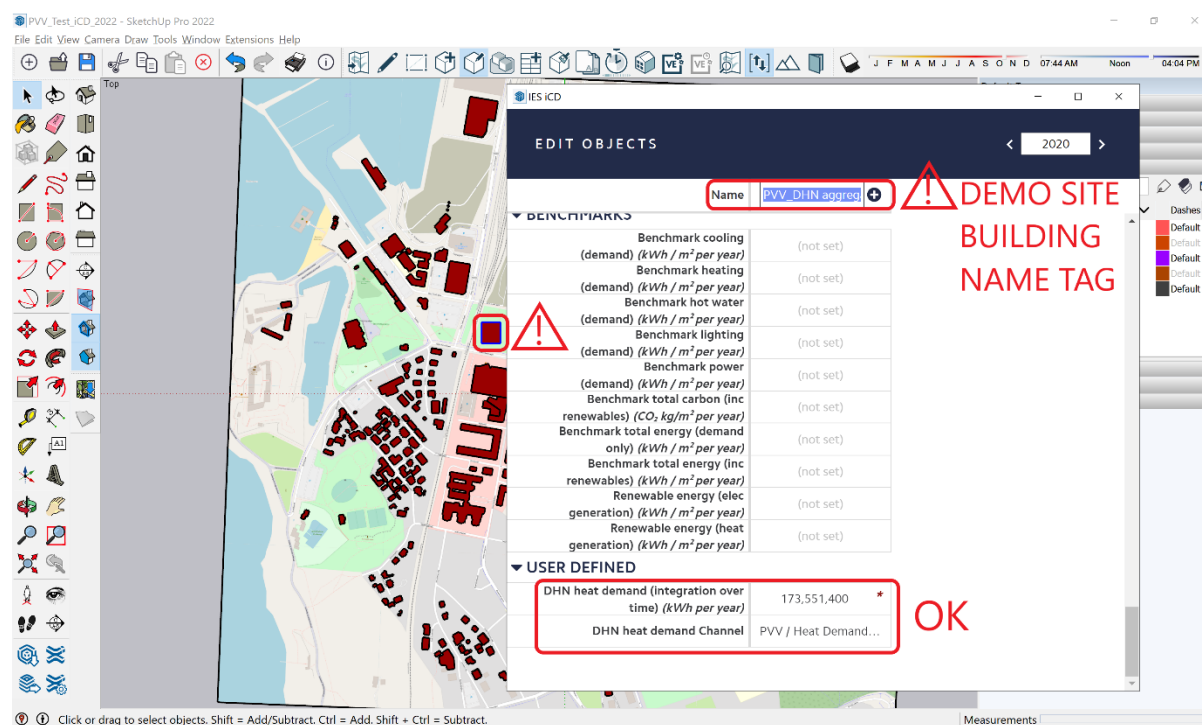 PVV_Test_iCD_2022 - SketchUp Pro 2022
File Edit View Camera Draw Tools Window Extensions Help
J F M A M J J A S O N D 07:44 AM Noon 04:04 PM
Top
IES iCD
EDIT OBJECTS
< 2020 >
Name PVV_DHN aggreg
DEMO SITE
BUILDING
NAME TAG
Dashes
Default
Default
Default
Default
Default
BENCHMARKS
Benchmark cooling
(demand) (kWh / m² per year) (not set)
Benchmark heating
(demand) (kWh / m² per year) (not set)
Benchmark hot water
(demand) (kWh / m² per year) (not set)
Benchmark lighting
(demand) (kWh / m² per year) (not set)
Benchmark power
(demand) (kWh / m² per year) (not set)
Benchmark total carbon (inc
renewables) (CO₂ kg/m² per year) (not set)
Benchmark total energy (demand
only) (kWh / m² per year) (not set)
Benchmark total energy (inc
renewables) (kWh / m² per year) (not set)
Renewable energy (elec
generation) (kWh / m² per year) (not set)
Renewable energy (heat
generation) (kWh / m² per year) (not set)
USER DEFINED
DHN heat demand (integration over
time) (kWh per year) 173,551,400 *
DHN heat demand Channel PVV / Heat Demand...
OK
Click or drag to select objects. Shift = Add/Subtract. Ctrl = Add. Shift + Ctrl = Subtract.
Measurements